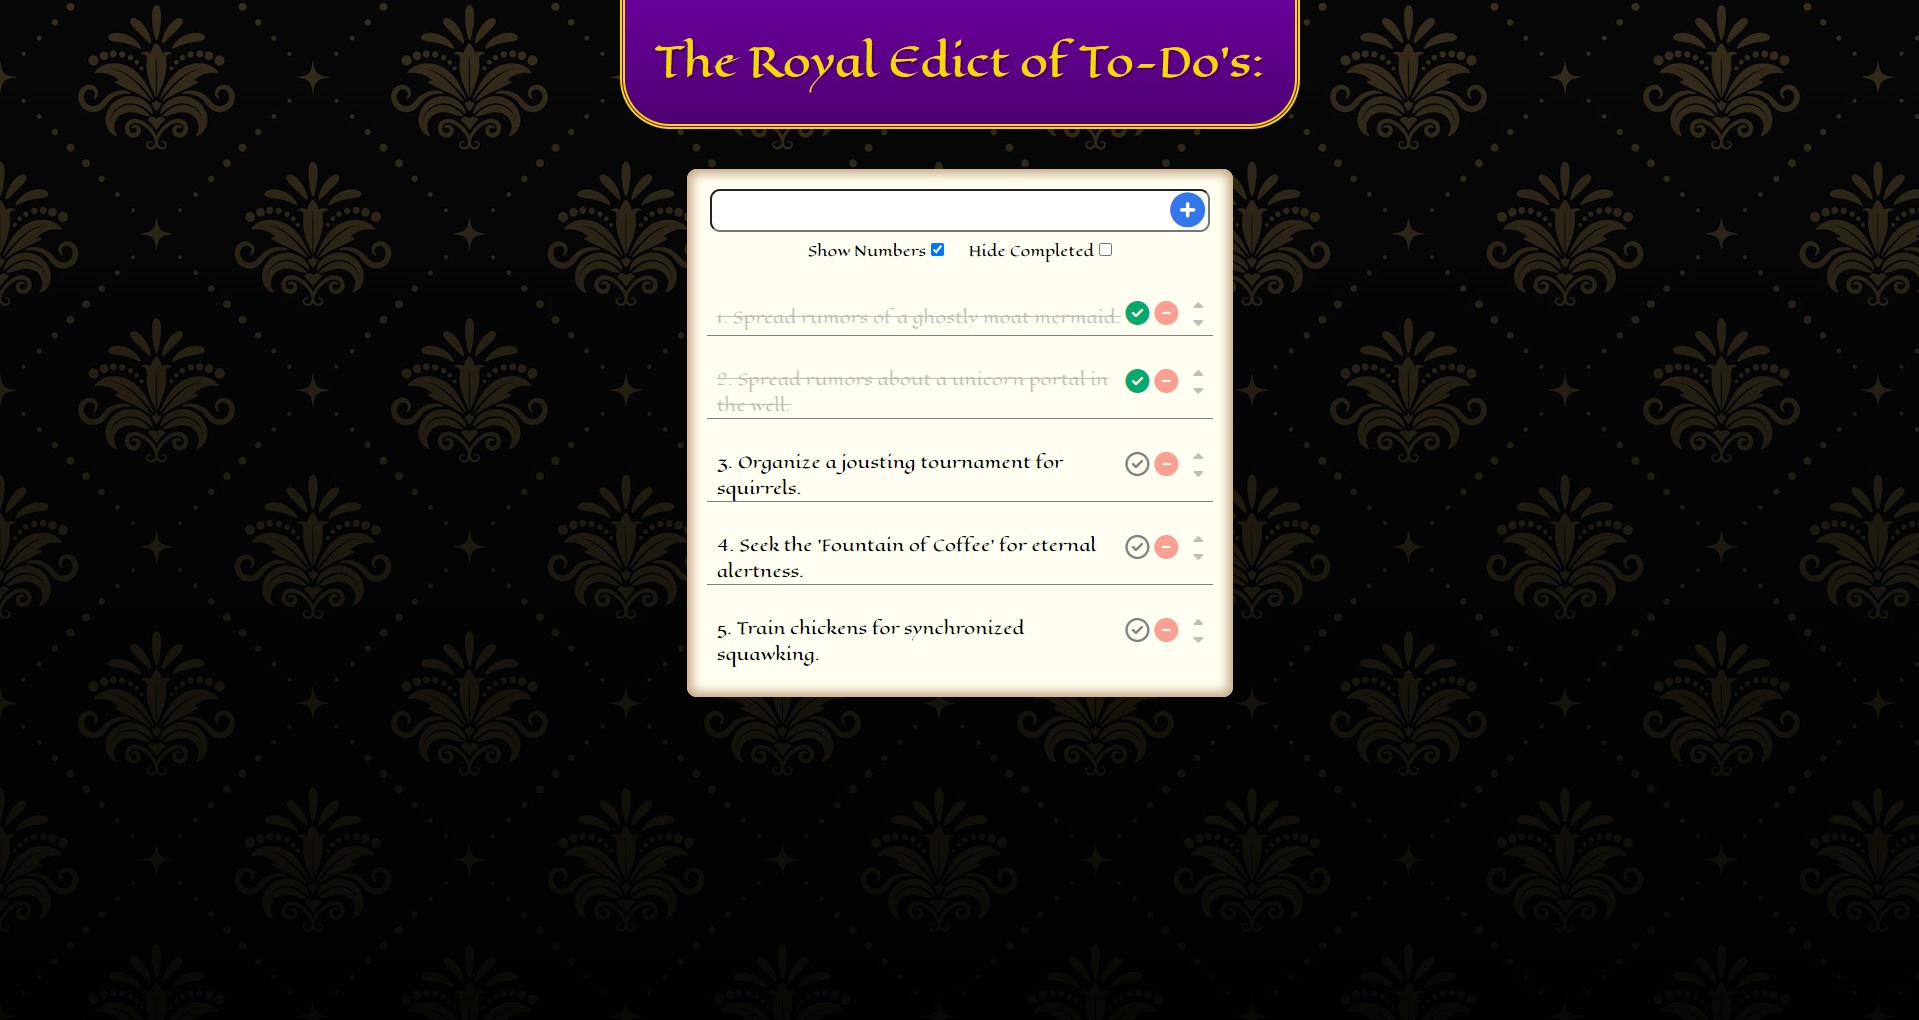 The Royal Edict of To-Do's:
Show Numbers Hide Completed
1. Spread rumors of a ghostly moat mermaid.
2. Spread rumors about a unicorn portal in
the well.
3. Organize a jousting tournament for
squirrels.
4. Seek the 'Fountain of Coffee' for eternal
alertness.
5. Train chickens for synchronized
squawking.